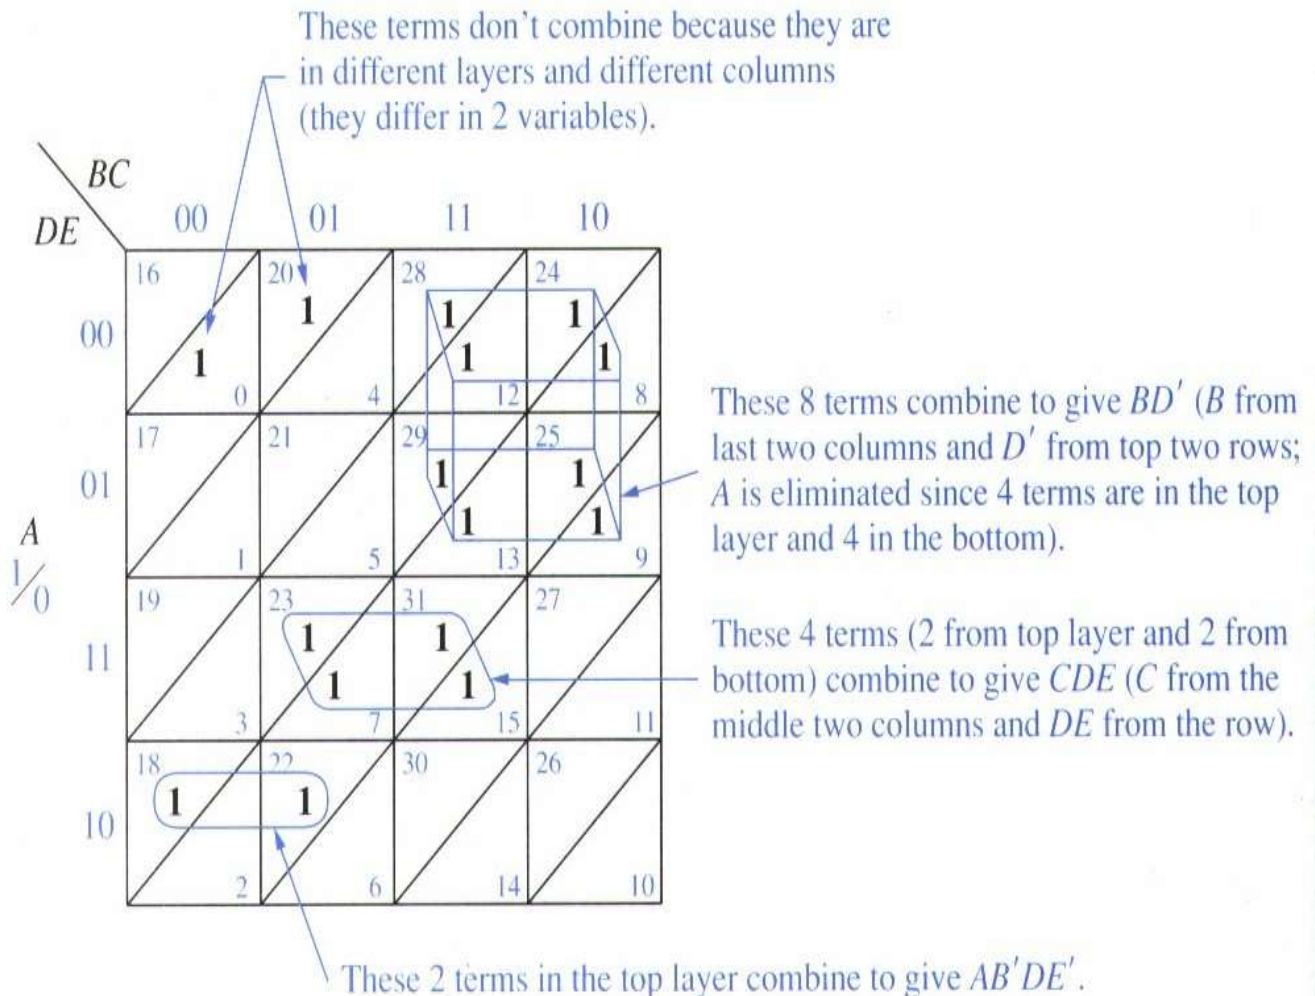 These terms don't combine because they are
in different layers and different columns
(they differ in 2 variables).
BC
DE
00 01 11 10
16 20 28 24
1 1 1 1
00
1 1
0 4 12 8
17 21 29 25
1 1
01
1 1
1 5 13 9
These 8 terms combine to give BD′ (B from
last two columns and D′ from top two rows;
A is eliminated since 4 terms are in the top
layer and 4 in the bottom).
A
1/0
19 23 31 27
1 1
11
1 1
3 7 15 11
These 4 terms (2 from top layer and 2 from
bottom) combine to give CDE (C from the
middle two columns and DE from the row).
18 22 30 26
1 1
10
2 6 14 10
These 2 terms in the top layer combine to give AB′DE′.